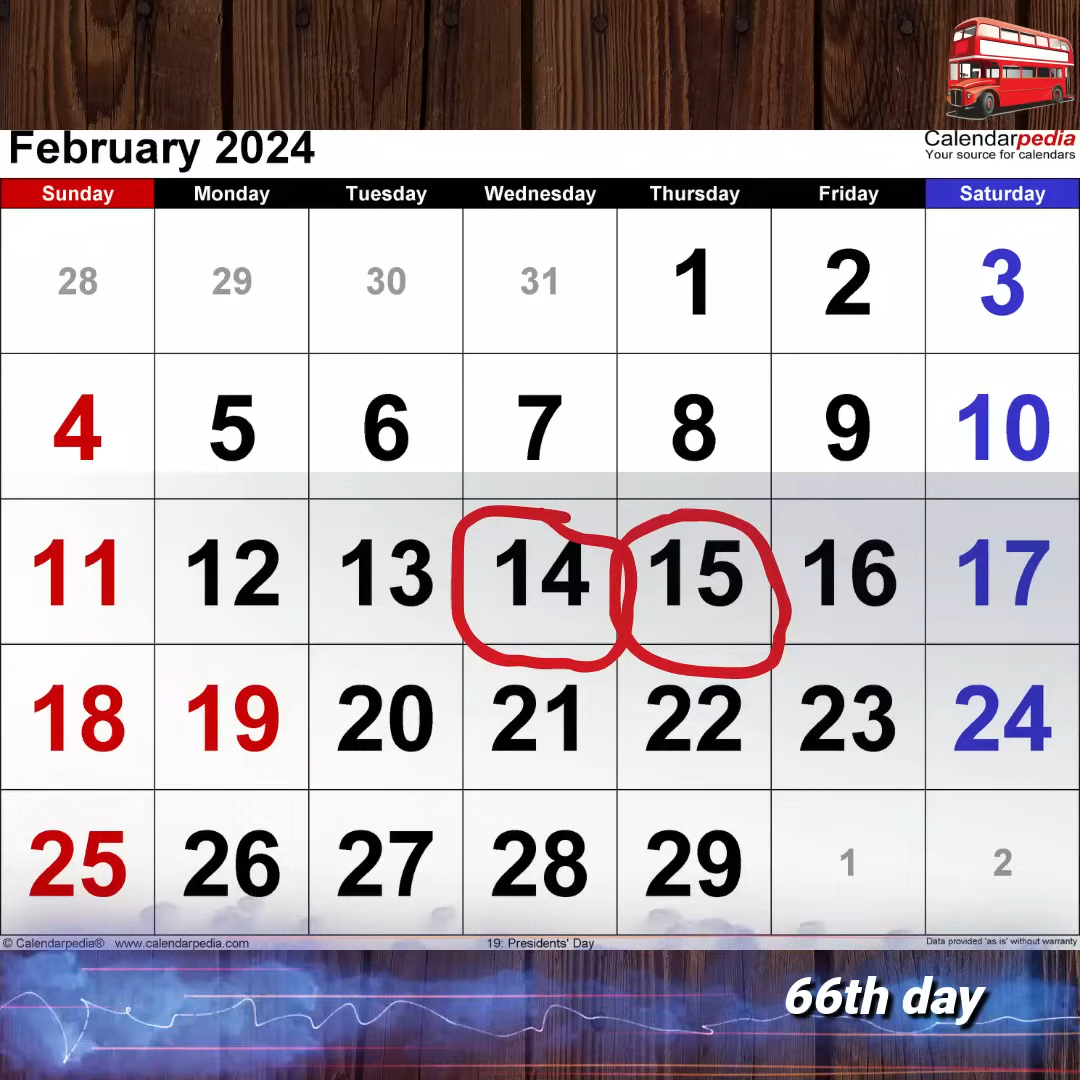 Calendarpedia
Your source for calendars
February 2024
Sunday Monday Tuesday Wednesday Thursday Friday Saturday
28 29 30 31 1 2 3
4 5 6 7 8 9 10
11 12 13 14 15 16 17
18 19 20 21 22 23 24
25 26 27 28 29 1 2
© Calendarpedia® www.calendarpedia.com 19: Presidents' Day Data provided 'as is' without warranty
66th day